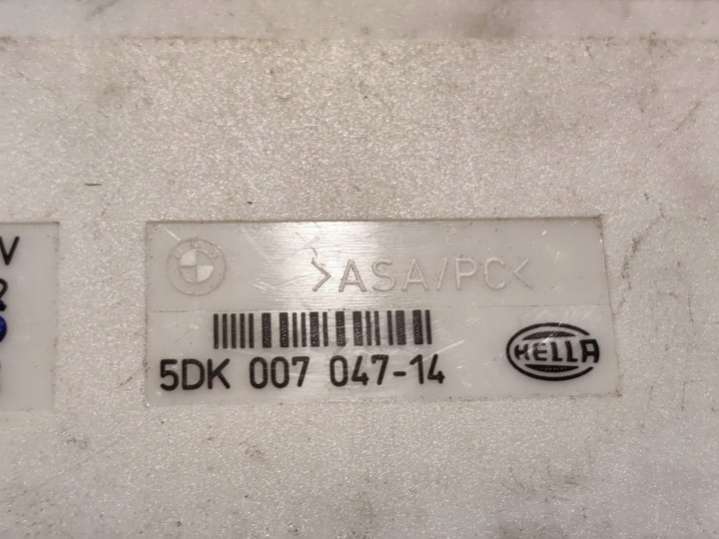 V
>ASA/PC<
5DK 007 047-14
HELLA